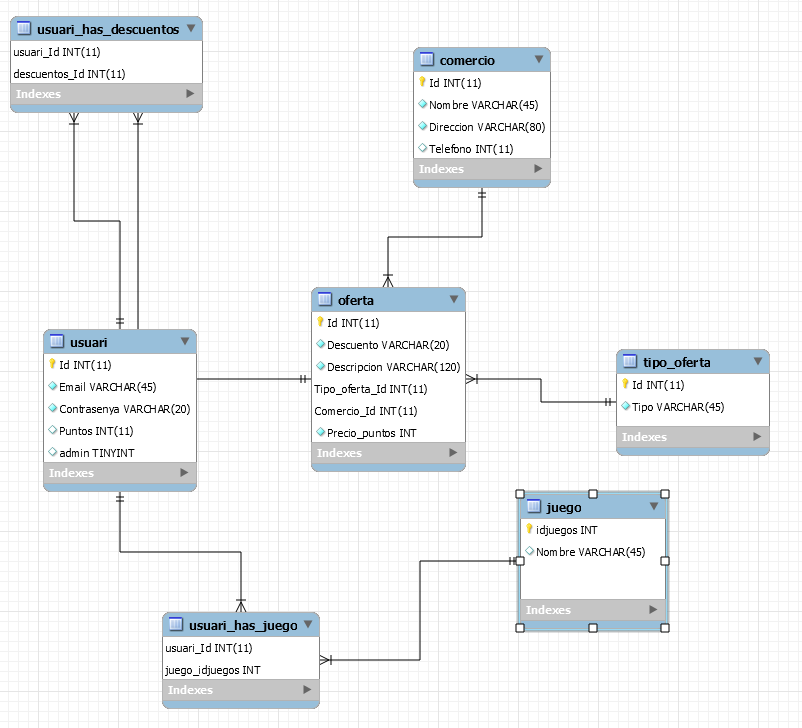 usuari_has_descuentos
usuari_Id INT(11)
descuentos_Id INT(11)
Indexes
comercio
Id INT(11)
Nombre VARCHAR(45)
Direccion VARCHAR(80)
Telefono INT(11)
Indexes
oferta
Id INT(11)
Descuento VARCHAR(20)
Descripcion VARCHAR(120)
Tipo_oferta_Id INT(11)
Comercio_Id INT(11)
Precio_puntos INT
Indexes
usuari
Id INT(11)
Email VARCHAR(45)
Contrasenya VARCHAR(20)
Puntos INT(11)
admin TINYINT
Indexes
tipo_oferta
Id INT(11)
Tipo VARCHAR(45)
Indexes
juego
idjuegos INT
Nombre VARCHAR(45)
Indexes
usuari_has_juego
usuari_Id INT(11)
juego_idjuegos INT
Indexes